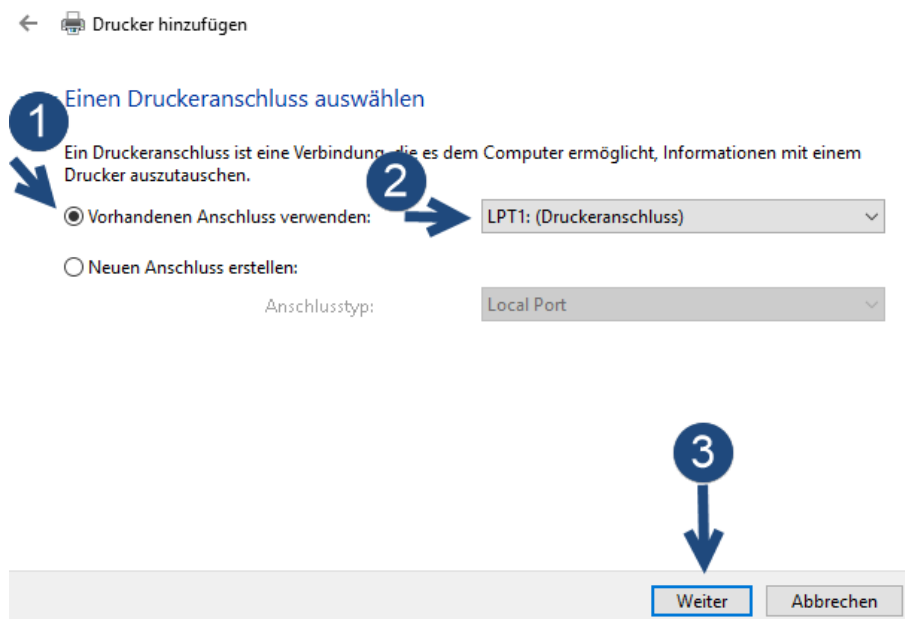 Drucker hinzufügen
Einen Druckeranschluss auswählen
1
Ein Druckeranschluss ist eine Verbindung, die es dem Computer ermöglicht, Informationen mit einem
Drucker auszutauschen.
2
Vorhandenen Anschluss verwenden:
LPT1: (Druckeranschluss)
Neuen Anschluss erstellen:
Anschlusstyp:
Local Port
3
Weiter
Abbrechen